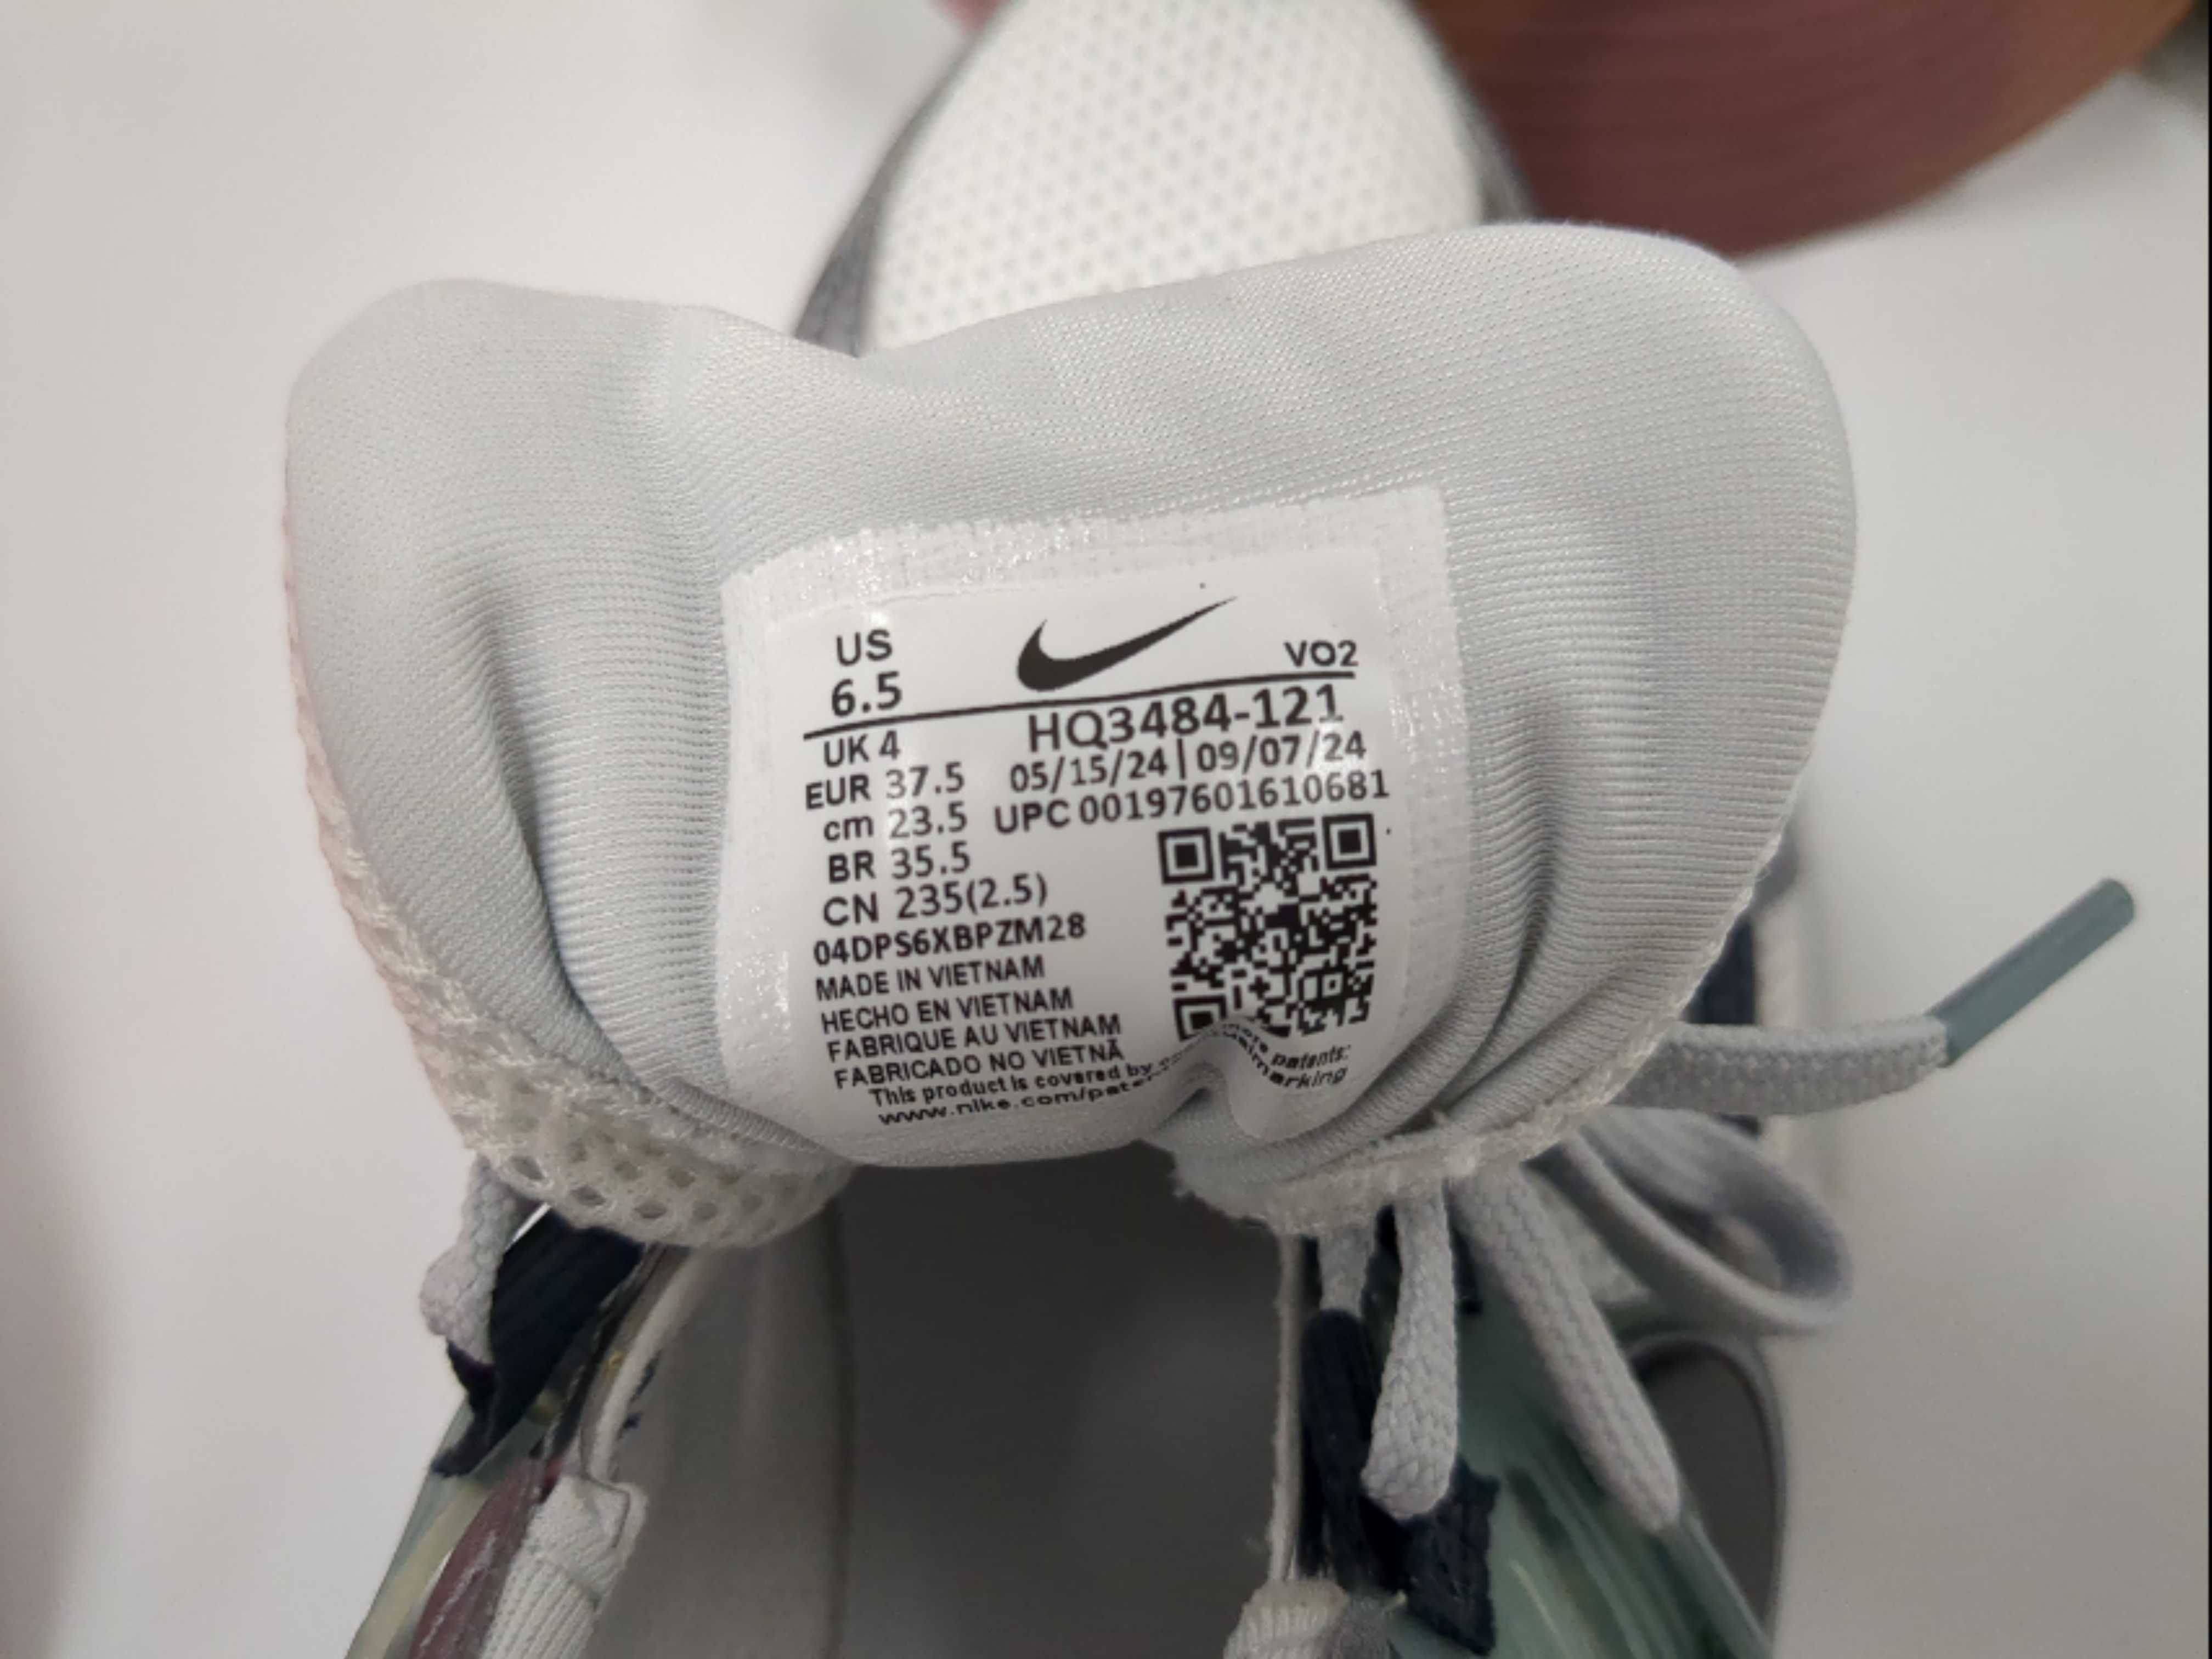 US
6.5
VO2
HQ3484-121
05/15/24 | 09/07/24
UPC 00197601610681
UK 4
EUR 37.5
cm 23.5
BR 35.5
CN 235(2.5)
04DPS6XBPZM28
MADE IN VIETNAM
HECHO EN VIETNAM
FABRIQUE AU VIETNAM
FABRICADO NO VIETNÃ
This product is covered by patents:
www.nike.com/